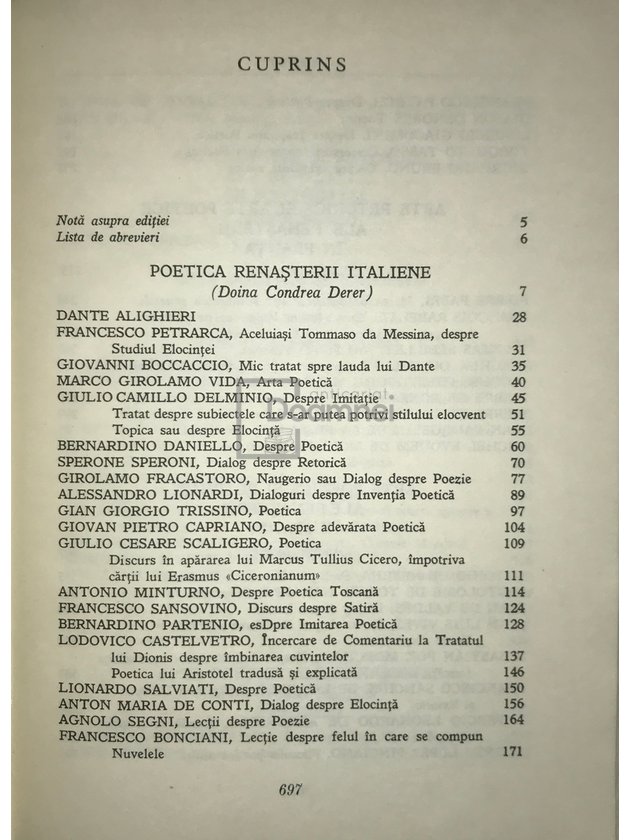 CUPRINS
Notă asupra ediției 5
Lista de abrevieri 6
POETICA RENAȘTERII ITALIENE
(Doina Condrea Derer) 7
DANTE ALIGHIERI 28
FRANCESCO PETRARCA, Aceluiași Tommaso da Messina, despre
Studiul Elocinței 31
GIOVANNI BOCCACCIO, Mic tratat spre lauda lui Dante 35
MARCO GIROLAMO VIDA, Arta Poetică 40
GIULIO CAMILLO DELMINIO, Despre Imitație 45
Tratat despre subiectele care s-ar putea potrivi stilului elocvent 51
Topica sau despre Elocință 55
BERNARDINO DANIELLO, Despre Poetică 60
SPERONE SPERONI, Dialog despre Retorică 70
GIROLAMO FRACASTORO, Naugerio sau Dialog despre Poezie 77
ALESSANDRO LIONARDI, Dialoguri despre Invenția Poetică 89
GIAN GIORGIO TRISSINO, Poetica 97
GIOVAN PIETRO CAPRIANO, Despre adevărata Poetică 104
GIULIO CESARE SCALIGERO, Poetica 109
Discurs în apărarea lui Marcus Tullius Cicero, împotriva
cărții lui Erasmus «Ciceronianum» 111
ANTONIO MINTURNO, Despre Poetica Toscană 114
FRANCESCO SANSOVINO, Discurs despre Satiră 124
BERNARDINO PARTENIO, esDpre Imitarea Poetică 128
LODOVICO CASTELVETRO, Încercare de Comentariu la Tratatul
lui Dionis despre îmbinarea cuvintelor 137
Poetica lui Aristotel tradusă și explicată 146
LIONARDO SALVIATI, Despre Poetică 150
ANTON MARIA DE CONTI, Dialog despre Elocință 156
AGNOLO SEGNI, Lecții despre Poezie 164
FRANCESCO BONCIANI, Lecție despre felul în care se compun
Nuvelele 171
697